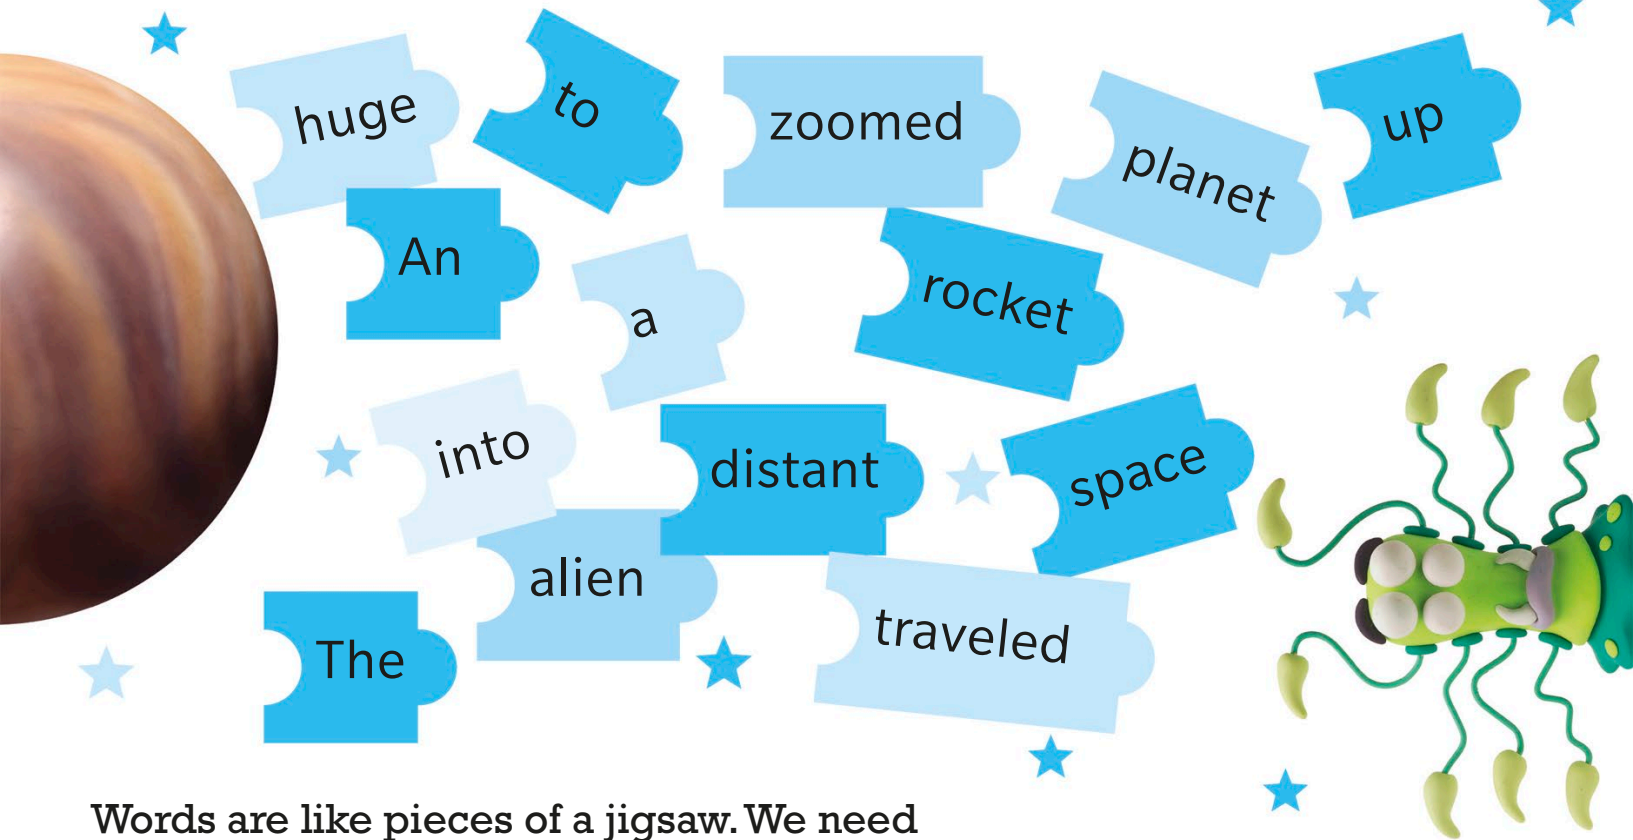 huge
to
zoomed
planet
up
An
a
rocket
into
distant
space
alien
traveled
The
Words are like pieces of a jigsaw. We need